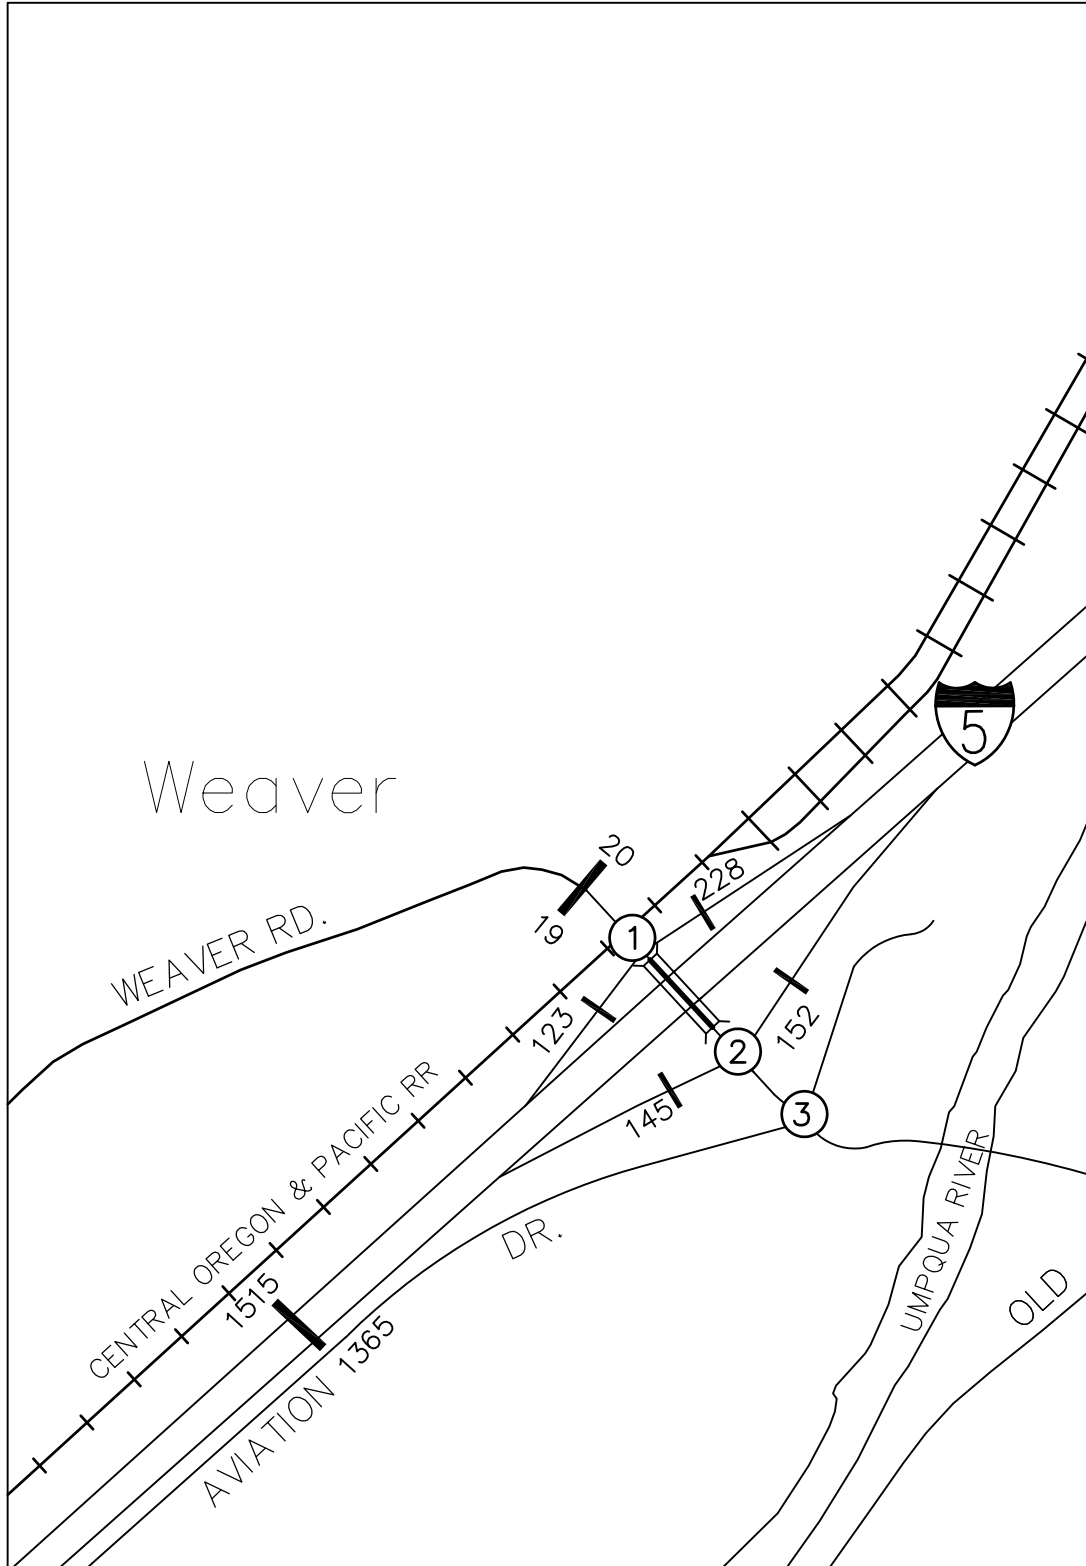 5
Weaver
20
228
19
WEAVER RD.
1
123
152
2
145
3
CENTRAL OREGON & PACIFIC RR
DR.
UMPQUA RIVER
OLD
1515
AVIATION 1365